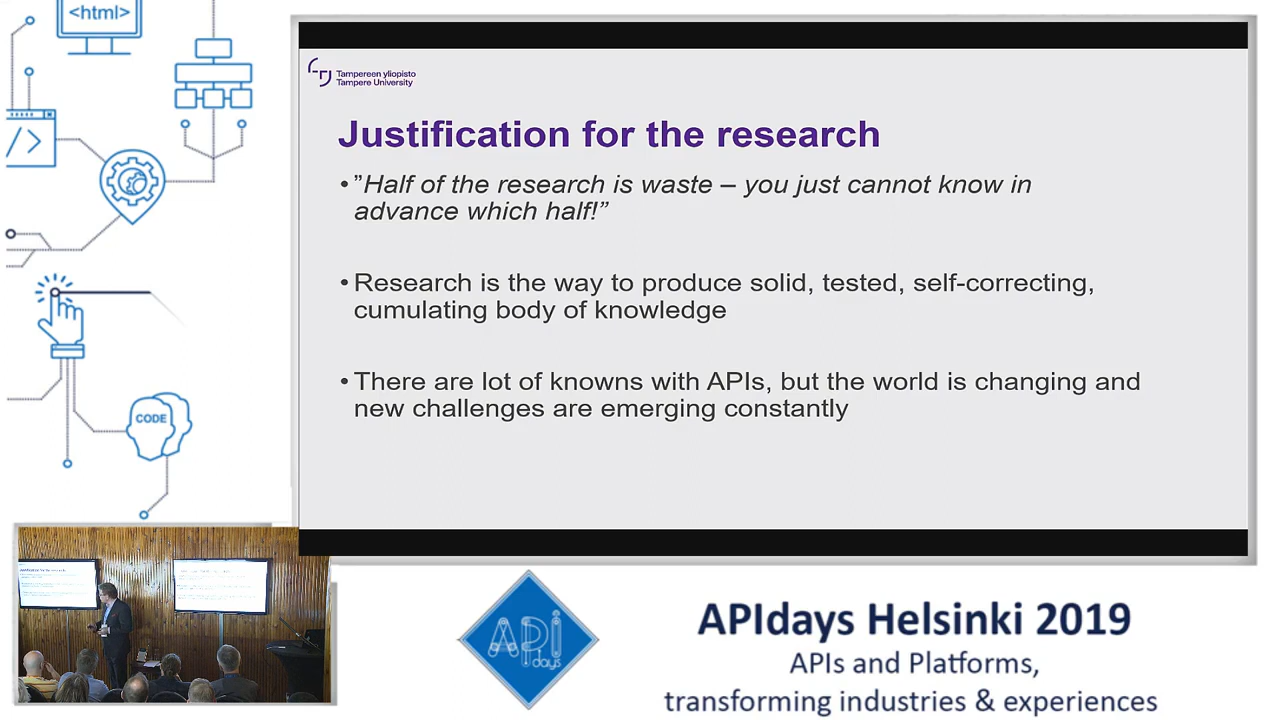 <html>
</>
CODE
Tampereen yliopisto
Tampere University
Justification for the research
•”Half of the research is waste – you just cannot know in
advance which half!”
•Research is the way to produce solid, tested, self-correcting,
cumulating body of knowledge
•There are lot of knowns with APIs, but the world is changing and
new challenges are emerging constantly
API
days
APIdays Helsinki 2019
APIs and Platforms,
transforming industries & experiences